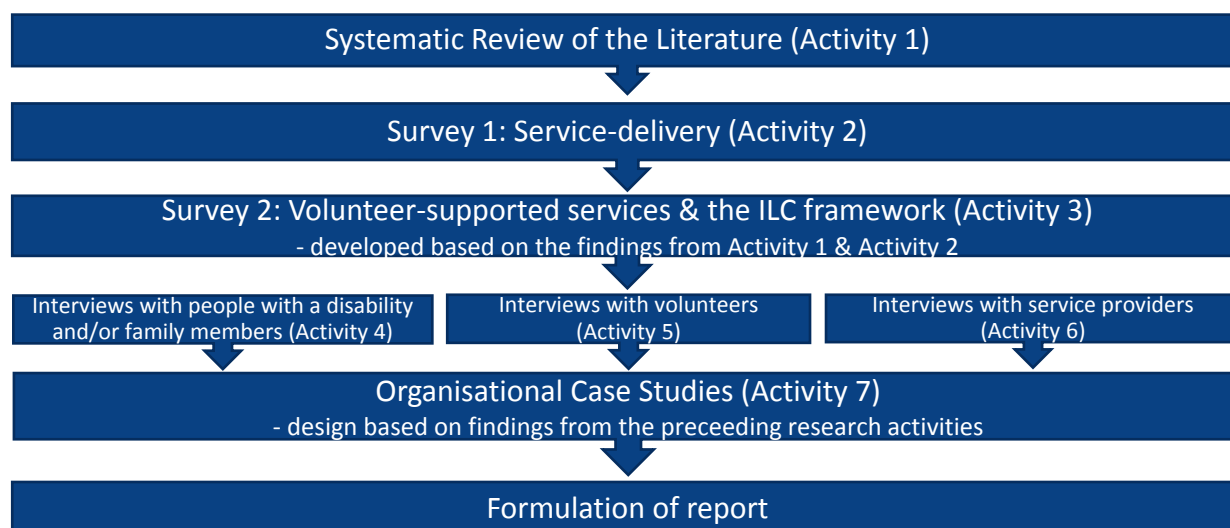 Systematic Review of the Literature (Activity 1)
Survey 1: Service-delivery (Activity 2)
Survey 2: Volunteer-supported services & the ILC framework (Activity 3)
- developed based on the findings from Activity 1 & Activity 2
Interviews with people with a disability
and/or family members (Activity 4)
Interviews with volunteers
(Activity 5)
Interviews with service providers
(Activity 6)
Organisational Case Studies (Activity 7)
- design based on findings from the preceeding research activities
Formulation of report